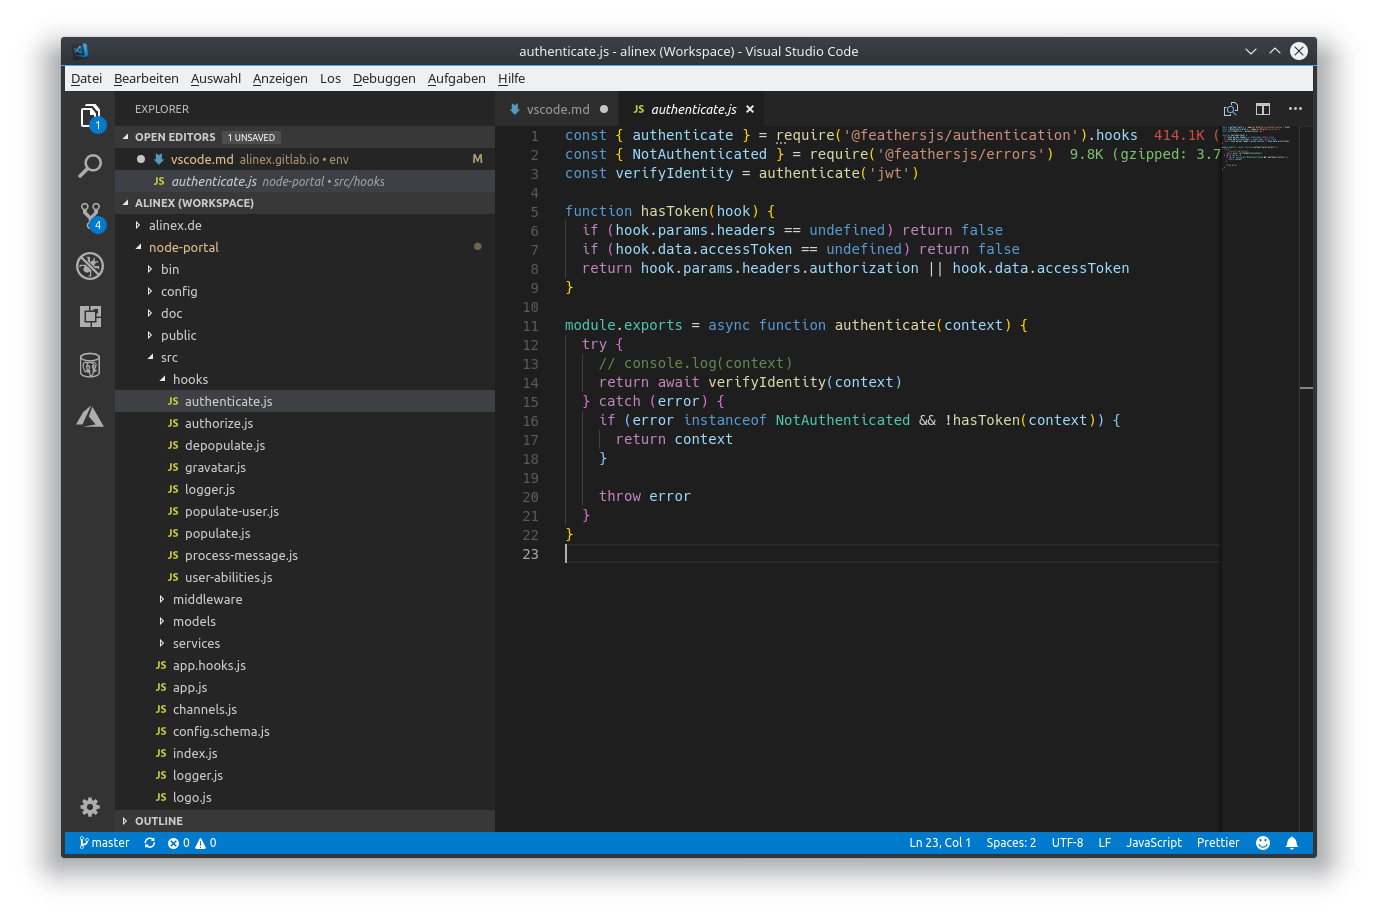 authenticate.js - alinex (Workspace) - Visual Studio Code
Datei Bearbeiten Auswahl Anzeigen Los Debuggen Aufgaben Hilfe
EXPLORER
OPEN EDITORS 1 UNSAVED
vscode.md alinex.gitlab.io • env M
JS authenticate.js node-portal • src/hooks
ALINEX (WORKSPACE)
alinex.de
node-portal
bin
config
doc
public
src
hooks
JS authenticate.js
JS authorize.js
JS depopulate.js
JS gravatar.js
JS logger.js
JS populate-user.js
JS populate.js
JS process-message.js
JS user-abilities.js
middleware
models
services
JS app.hooks.js
JS app.js
JS channels.js
JS config.schema.js
JS index.js
JS logger.js
JS logo.js
OUTLINE
1
4
vscode.md JS authenticate.js
1 const { authenticate } = require('@feathersjs/authentication').hooks 414.1K (
2 const { NotAuthenticated } = require('@feathersjs/errors') 9.8K (gzipped: 3.7
3 const verifyIdentity = authenticate('jwt')
4
5 function hasToken(hook) {
6 if (hook.params.headers == undefined) return false
7 if (hook.data.accessToken == undefined) return false
8 return hook.params.headers.authorization || hook.data.accessToken
9 }
10
11 module.exports = async function authenticate(context) {
12 try {
13 // console.log(context)
14 return await verifyIdentity(context)
15 } catch (error) {
16 if (error instanceof NotAuthenticated && !hasToken(context)) {
17 return context
18 }
19
20 throw error
21 }
22 }
23
master 0 0 Ln 23, Col 1 Spaces: 2 UTF-8 LF JavaScript Prettier